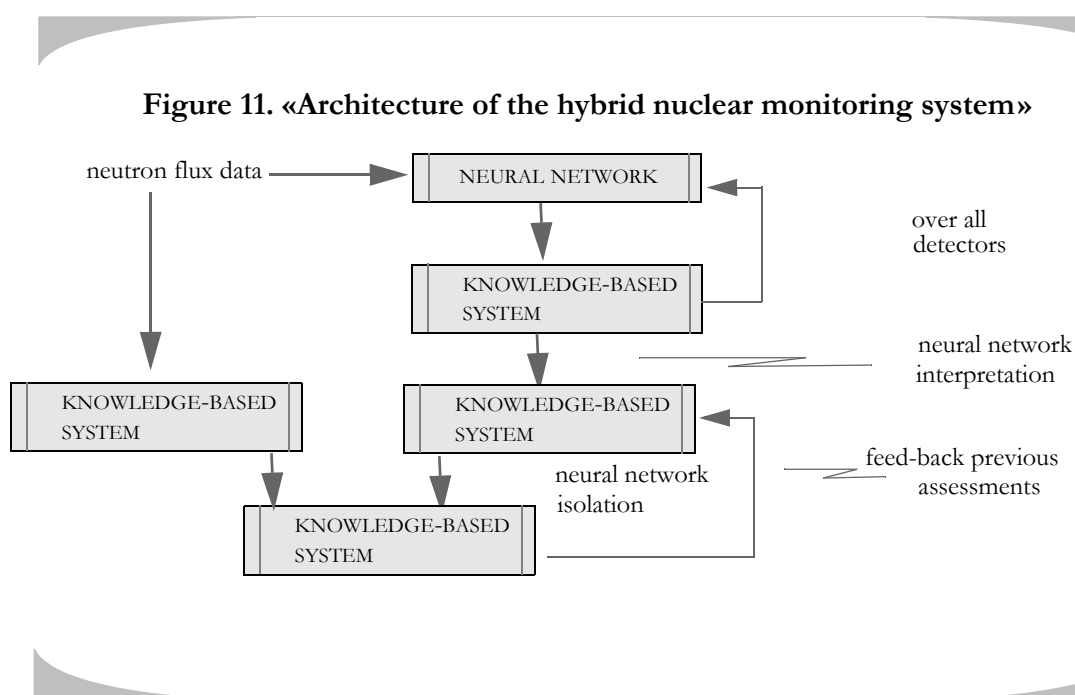 Figure 11. «Architecture of the hybrid nuclear monitoring system»
neutron flux data
NEURAL NETWORK
over all
detectors
KNOWLEDGE-BASED
SYSTEM
neural network
interpretation
KNOWLEDGE-BASED
SYSTEM
KNOWLEDGE-BASED
SYSTEM
neural network
isolation
feed-back previous
assessments
KNOWLEDGE-BASED
SYSTEM